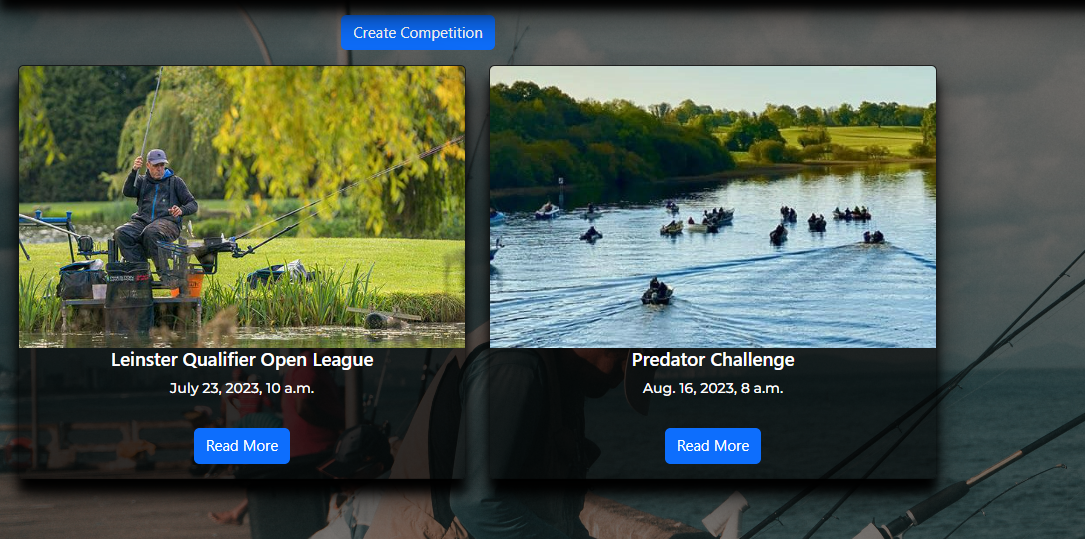 Create Competition
Leinster Qualifier Open League
July 23, 2023, 10 a.m.
Read More
Predator Challenge
Aug. 16, 2023, 8 a.m.
Read More